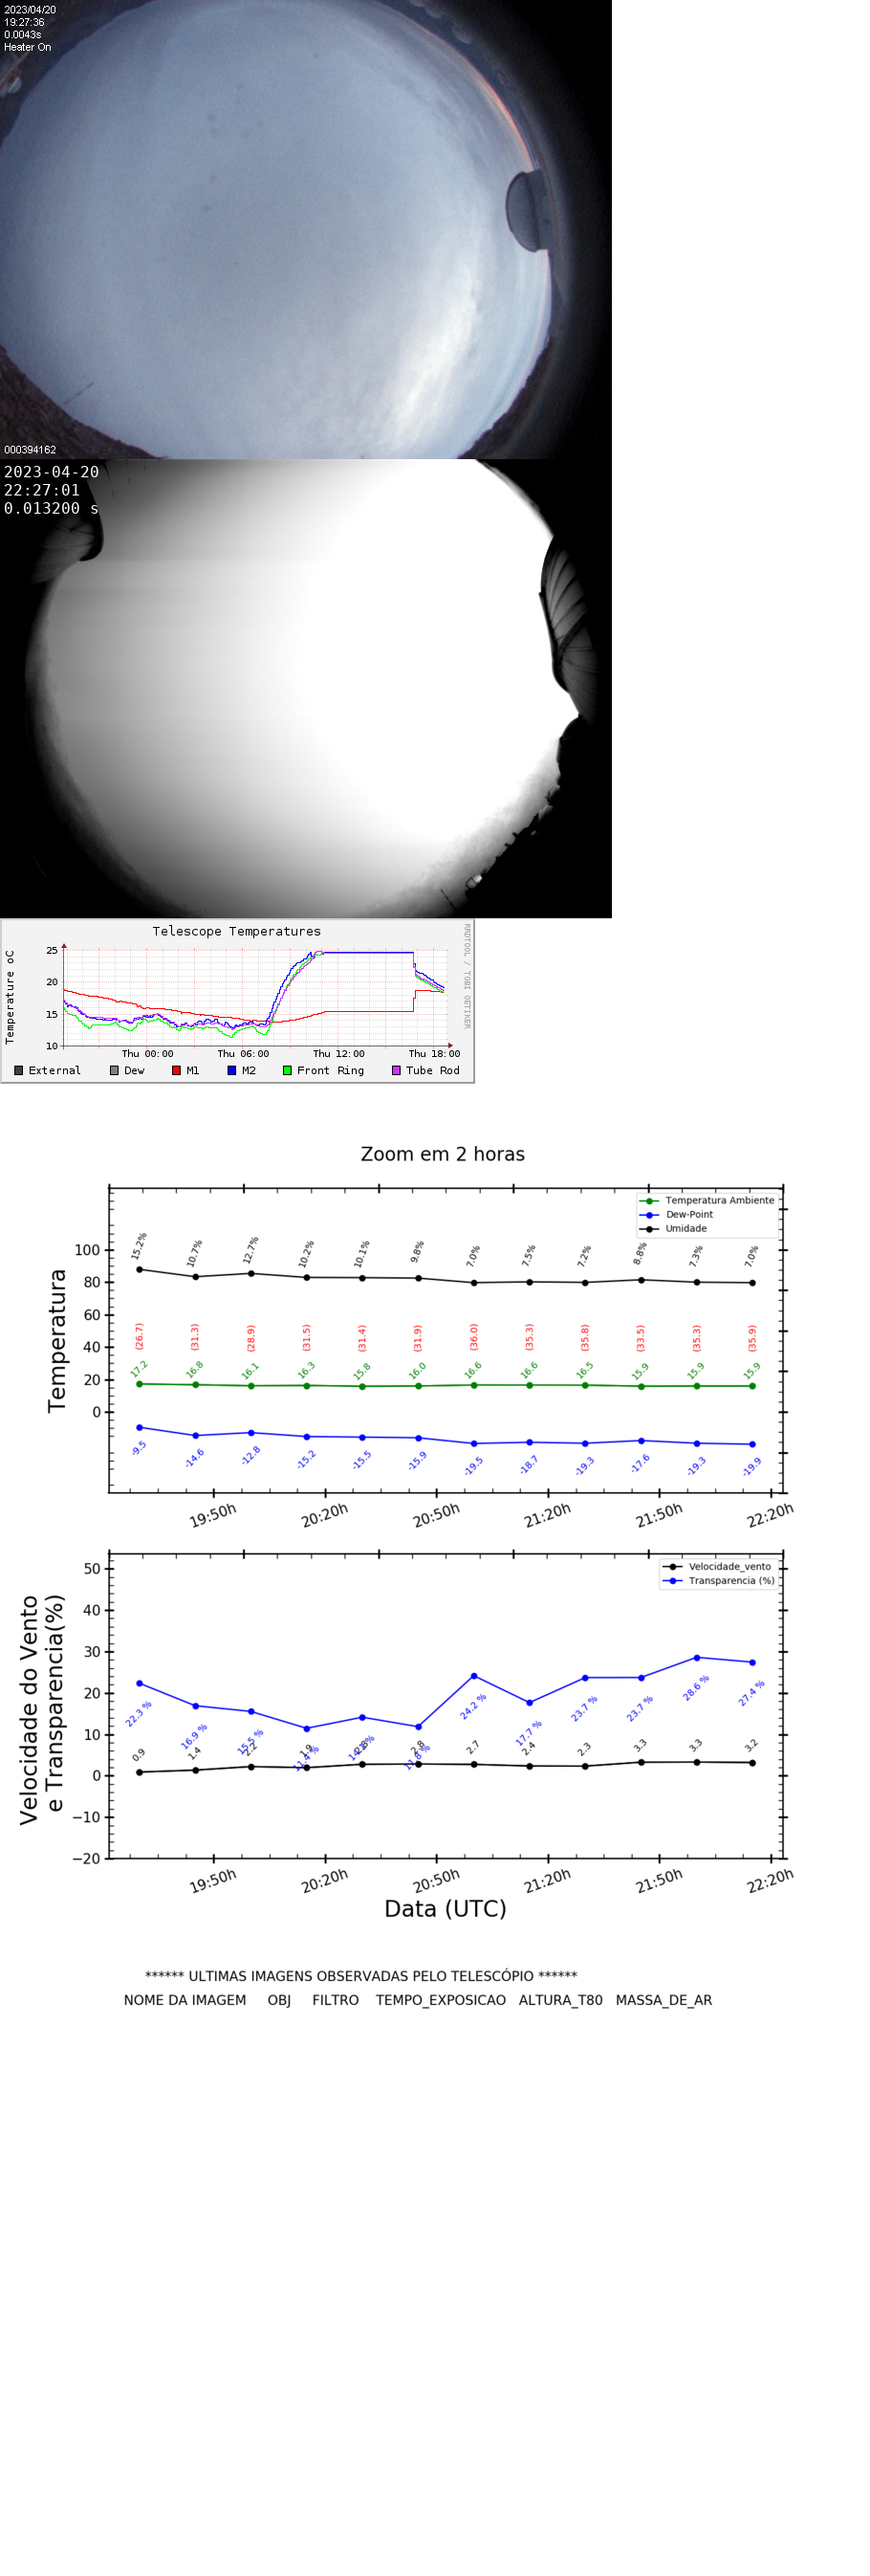 2023/04/20
19:27:36
0.0043s
Heater On
000394162
2023-04-20
22:27:01
0.013200 s
Telescope Temperatures
RRDTOOL / TOBI OETIKER
Temperature oC
25
20
15
10
Thu 00:00 Thu 06:00 Thu 12:00 Thu 18:00
External Dew M1 M2 Front Ring Tube Rod
Zoom em 2 horas
Temperatura Ambiente
Dew-Point
Umidade
Temperatura
100
80
60
40
20
0
15.2% 10.7% 12.7% 10.2% 10.1% 9.8% 7.0% 7.5% 7.2% 8.8% 7.3% 7.0%
(26.7) (31.3) (28.9) (31.5) (31.4) (31.9) (36.0) (35.3) (35.8) (33.5) (35.3) (35.9)
17.2 16.8 16.1 16.3 15.8 16.0 16.6 16.6 16.5 15.9 15.9 15.9
-9.5 -14.6 -12.8 -15.2 -15.5 -15.9 -19.5 -18.7 -19.3 -17.6 -19.3 -19.9
19:50h 20:20h 20:50h 21:20h 21:50h 22:20h
Velocidade_vento
Transparencia (%)
Velocidade do Vento
e Transparencia(%)
50
40
30
20
10
0
−10
−20
22.3 % 16.9 % 15.5 % 11.4 % 24.2 % 17.7 % 23.7 % 23.7 % 28.6 % 27.4 %
0.9 1.4 2.2 1.9 2.8 2.7 2.4 2.3 3.3 3.3 3.2
19:50h 20:20h 20:50h 21:20h 21:50h 22:20h
Data (UTC)
****** ULTIMAS IMAGENS OBSERVADAS PELO TELESCÓPIO ******
NOME DA IMAGEM OBJ FILTRO TEMPO_EXPOSICAO ALTURA_T80 MASSA_DE_AR